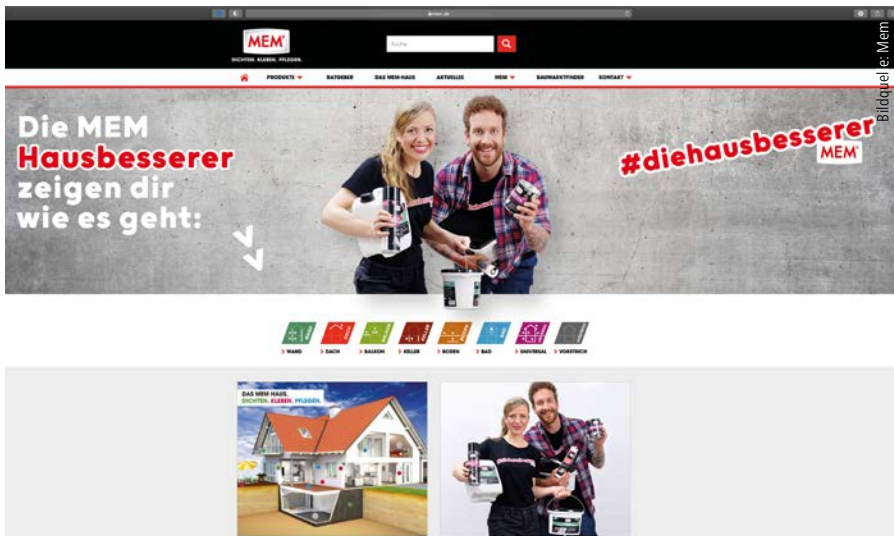 mem.de
MEM®
DICHTEN. KLEBEN. PFLEGEN.
Suche
PRODUKTE
RATGEBER
DAS MEM-HAUS
AKTUELLES
MEM
BAUMARKTFINDER
KONTAKT
Bildquelle: Mem
Die MEM
Hausbesserer
zeigen dir
wie es geht:
#diehausbesserer
MEM®
> WAND
> DACH
> BALKON
> KELLER
> BODEN
> BAD
> UNIVERSAL
> VORSTRICH
DAS MEM HAUS.
DICHTEN. KLEBEN. PFLEGEN.